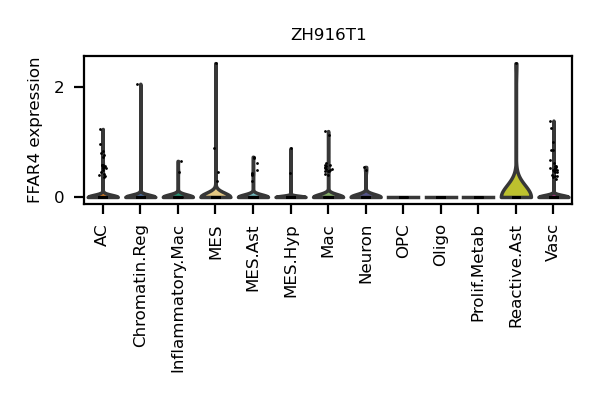 ZH916T1
FFAR4 expression
2
0
AC
Chromatin.Reg
Inflammatory.Mac
MES
MES.Ast
MES.Hyp
Mac
Neuron
OPC
Oligo
Prolif.Metab
Reactive.Ast
Vasc